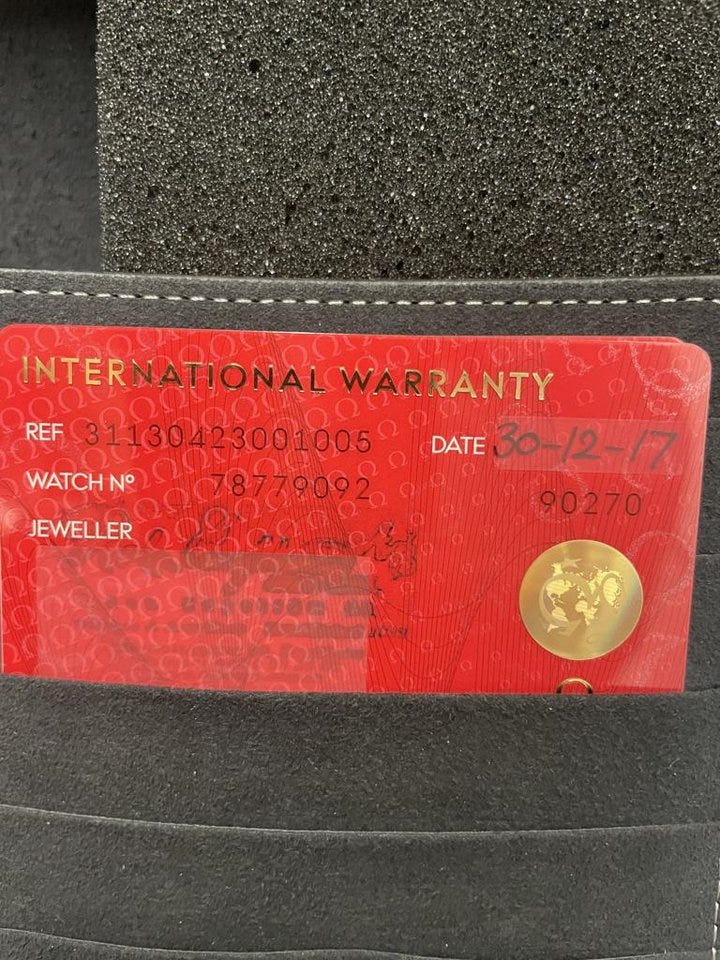 INTERNATIONAL WARRANTY
REF 31130423001005
DATE 30-12-17
WATCH Nº 78779092
90270
JEWELLER